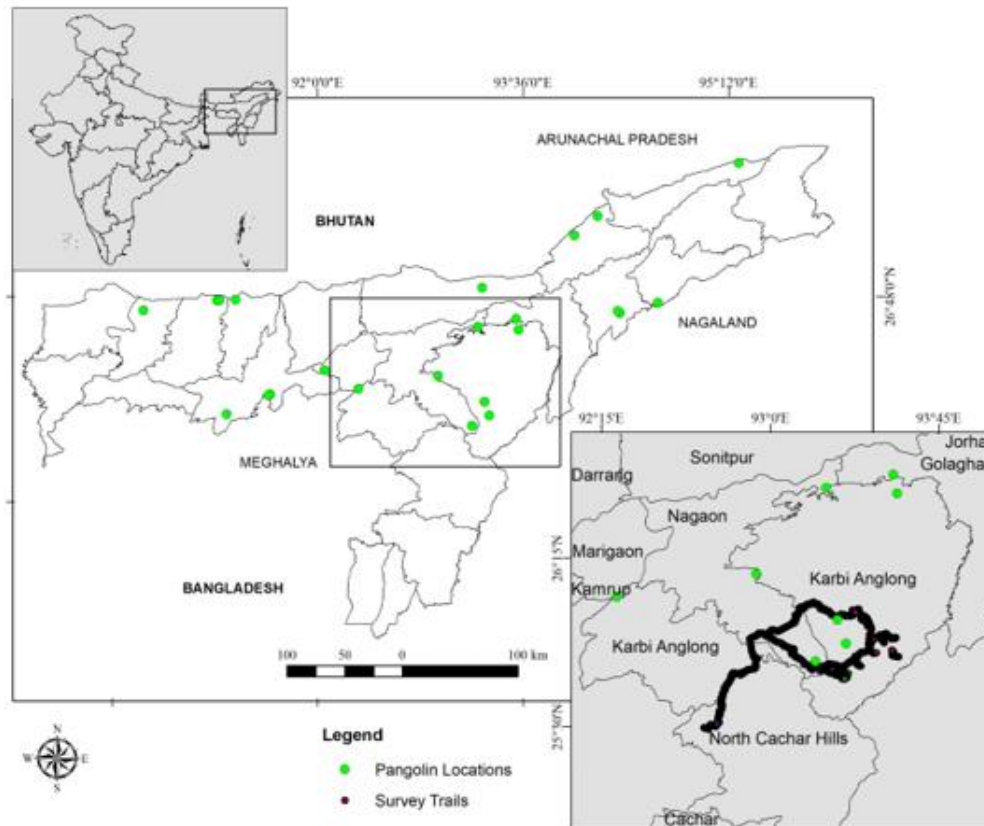 92°0'0"E
93°36'0"E
95°12'0"E
ARUNACHAL PRADESH
BHUTAN
26°48'0"N
NAGALAND
MEGHALYA
BANGLADESH
92°15'E
93°0'E
93°45'E
Jorha
Golagha
Sonitpur
Darrang
Nagaon
26°15'N
Marigaon
Kamrup
Karbi Anglong
Karbi Anglong
100 50 0 100 km
25°30'N
North Cachar Hills
Cachar
N
W E
S
Legend
Pangolin Locations
Survey Trails